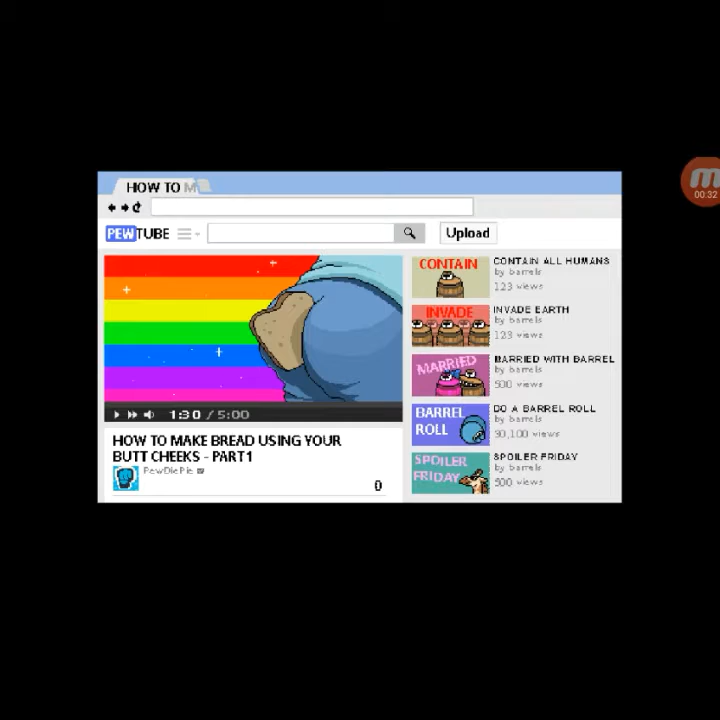 HOW TO M
PEWTUBE
Upload
CONTAIN
CONTAIN ALL HUMANS
by barrels
123 views
INVADE
INVADE EARTH
by barrels
123 views
MARRIED
MARRIED WITH BARREL
by barrels
500 views
BARREL
ROLL
DO A BARREL ROLL
by barrels
90,100 views
SPOILER
FRIDAY
SPOILER FRIDAY
by barrels
500 views
1:30 / 5:00
HOW TO MAKE BREAD USING YOUR
BUTT CHEEKS - PART1
PewDiePie
0
00:32